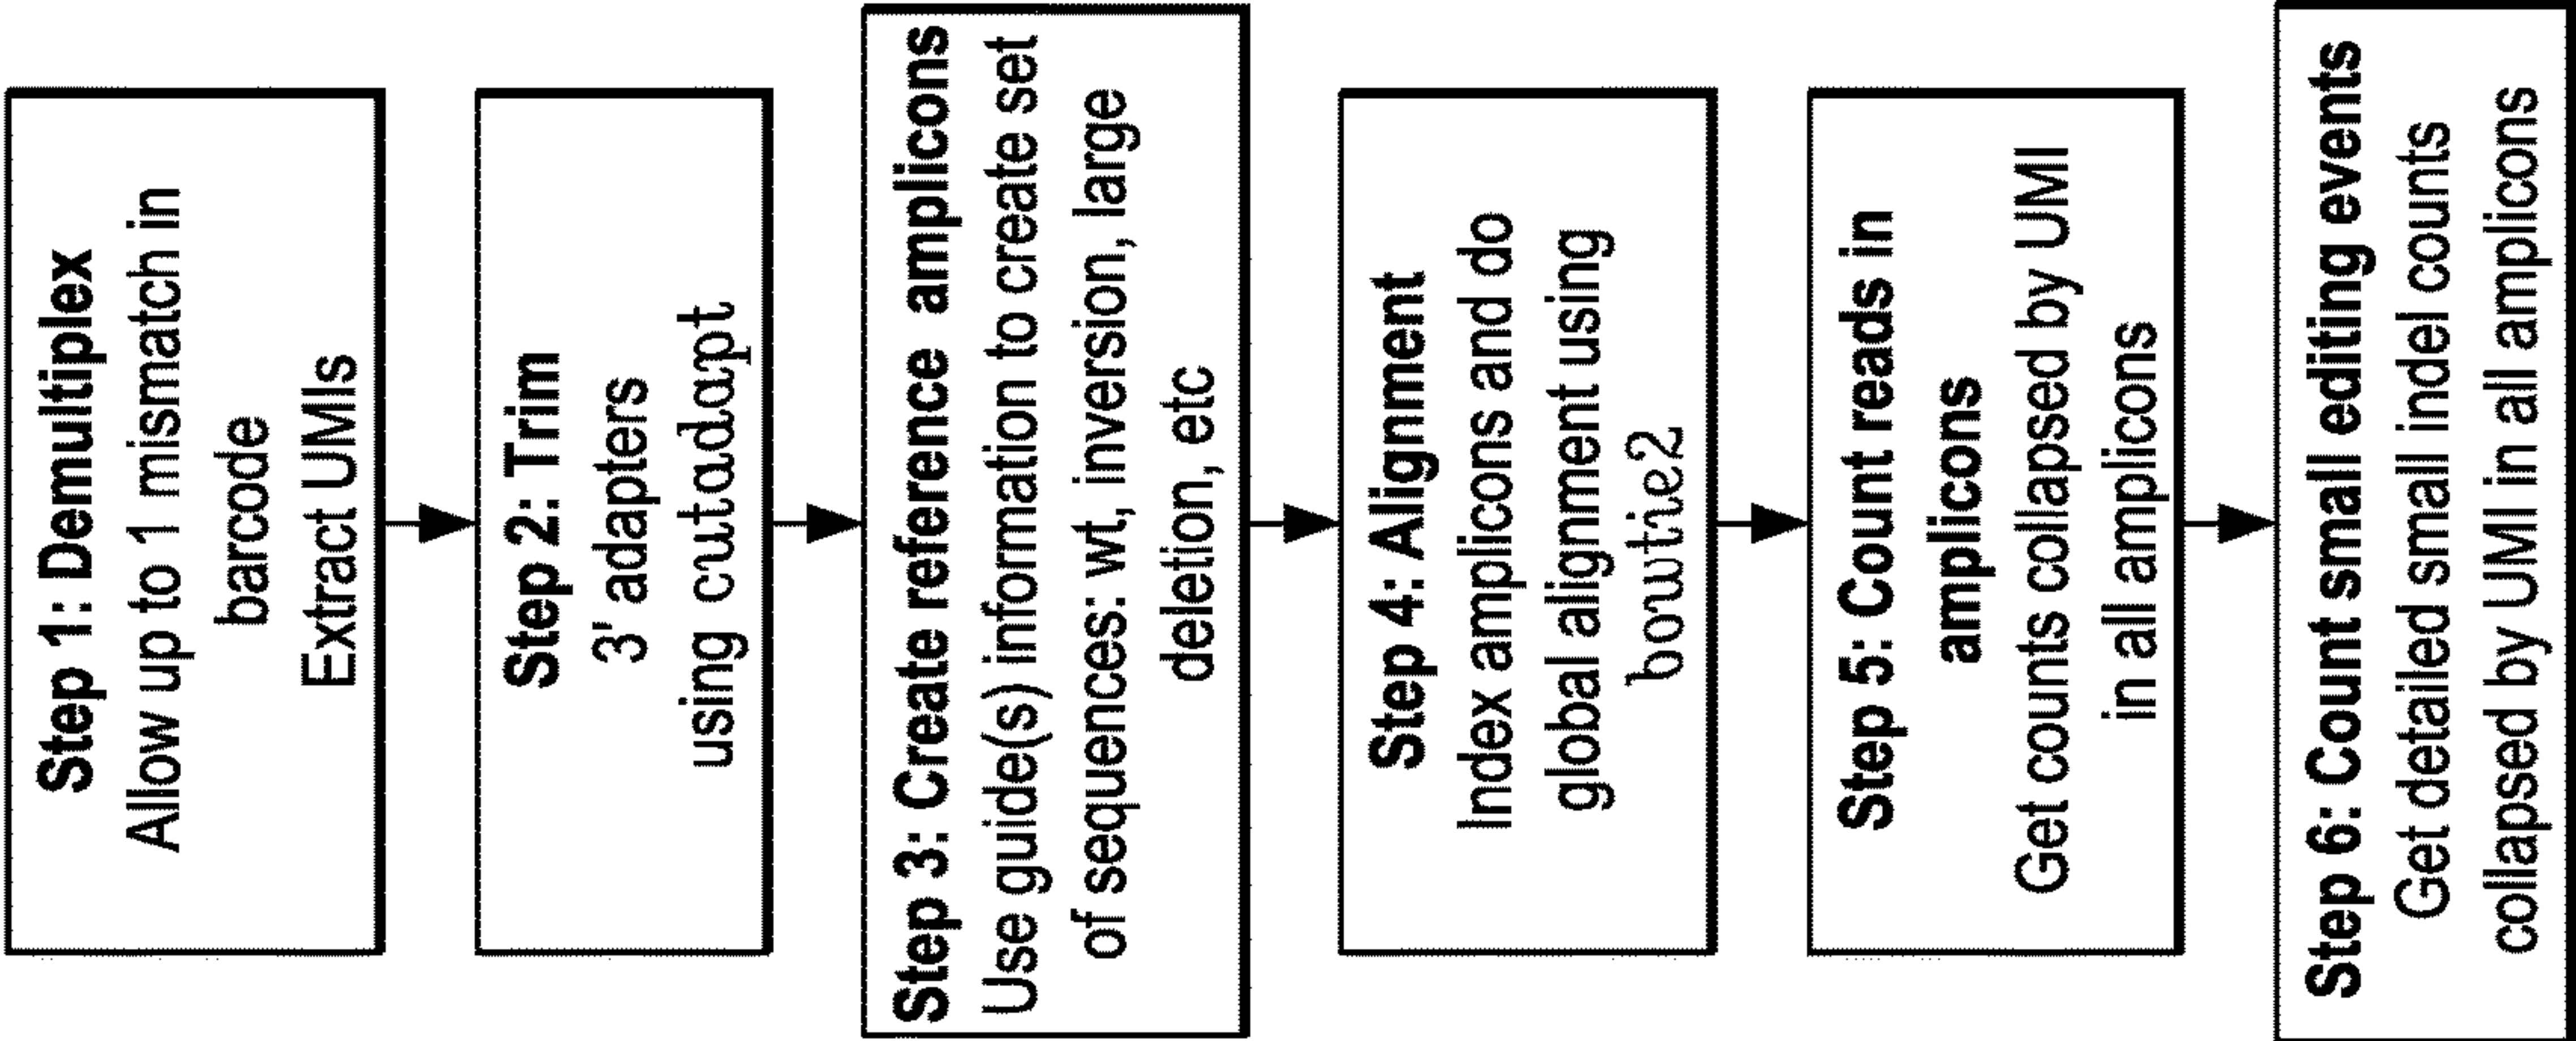 Step 1: Demultiplex
Allow up to 1 mismatch in
barcode
Extract UMIs
Step 2: Trim
3' adapters
using cutadapt
Step 3: Create reference amplicons
Use guide(s) information to create set
of sequences: wt, inversion, large
deletion, etc
Step 4: Alignment
Index amplicons and do
global alignment using
bowtie2
Step 5: Count reads in
amplicons
Get counts collapsed by UMI
in all amplicons
Step 6: Count small editing events
Get detailed small indel counts
collapsed by UMI in all amplicons